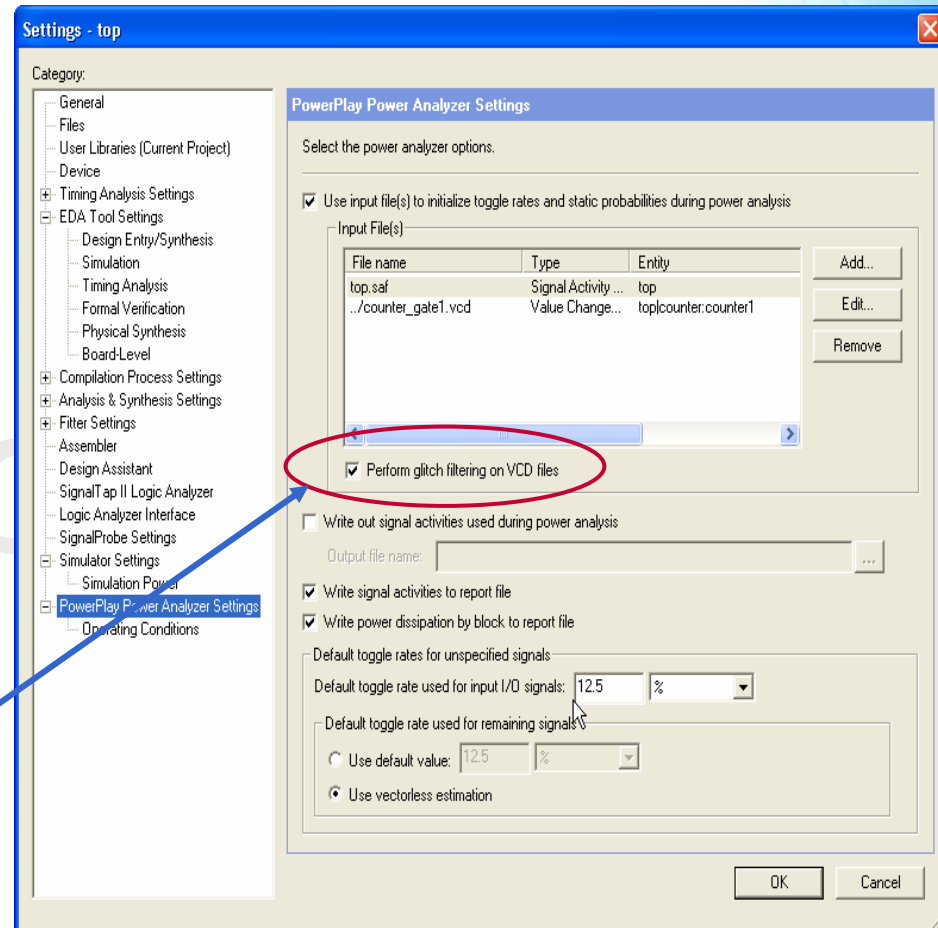 Settings - top
Category:
General
Files
User Libraries (Current Project)
Device
Timing Analysis Settings
EDA Tool Settings
Design Entry/Synthesis
Simulation
Timing Analysis
Formal Verification
Physical Synthesis
Board-Level
Compilation Process Settings
Analysis & Synthesis Settings
Fitter Settings
Assembler
Design Assistant
SignalTap II Logic Analyzer
Logic Analyzer Interface
SignalProbe Settings
Simulator Settings
Simulation Power
PowerPlay Power Analyzer Settings
Operating Conditions
PowerPlay Power Analyzer Settings
Select the power analyzer options.
Use input file(s) to initialize toggle rates and static probabilities during power analysis
Input File(s)
File name Type Entity
top.saf Signal Activity ... top
../counter_gate1.vcd Value Change... top|counter:counter1
Add...
Edit...
Remove
Perform glitch filtering on VCD files
Write out signal activities used during power analysis
Output file name: ...
Write signal activities to report file
Write power dissipation by block to report file
Default toggle rates for unspecified signals
Default toggle rate used for input I/O signals: 12.5 %
Default toggle rate used for remaining signals
Use default value: 12.5 %
Use vectorless estimation
OK Cancel